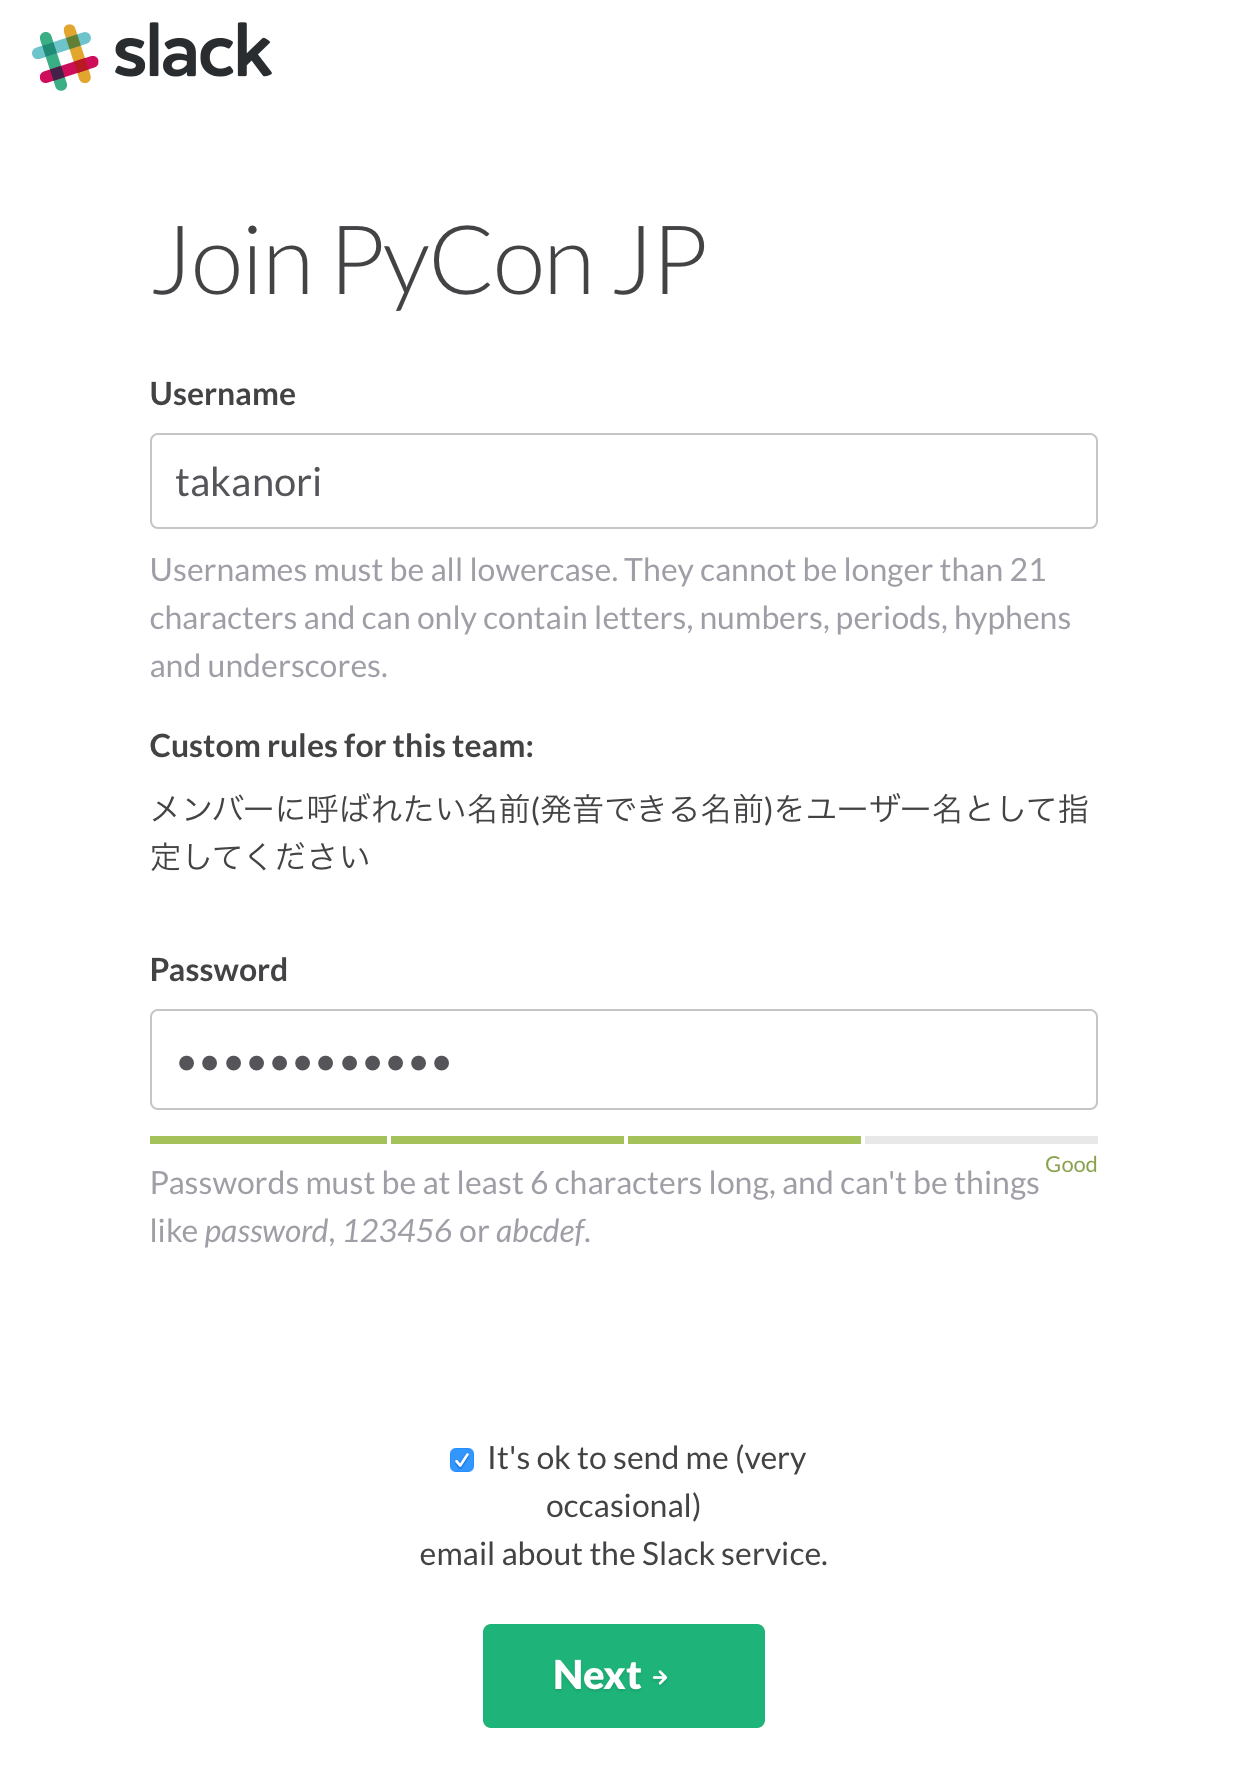 slack
Join PyCon JP
Username
takanori
Usernames must be all lowercase. They cannot be longer than 21
characters and can only contain letters, numbers, periods, hyphens
and underscores.
Custom rules for this team:
メンバーに呼ばれたい名前(発音できる名前)をユーザー名として指
定してください
Password
●●●●●●●●●●●●
Good
Passwords must be at least 6 characters long, and can't be things
like password, 123456 or abcdef.
It's ok to send me (very
occasional)
email about the Slack service.
Next →